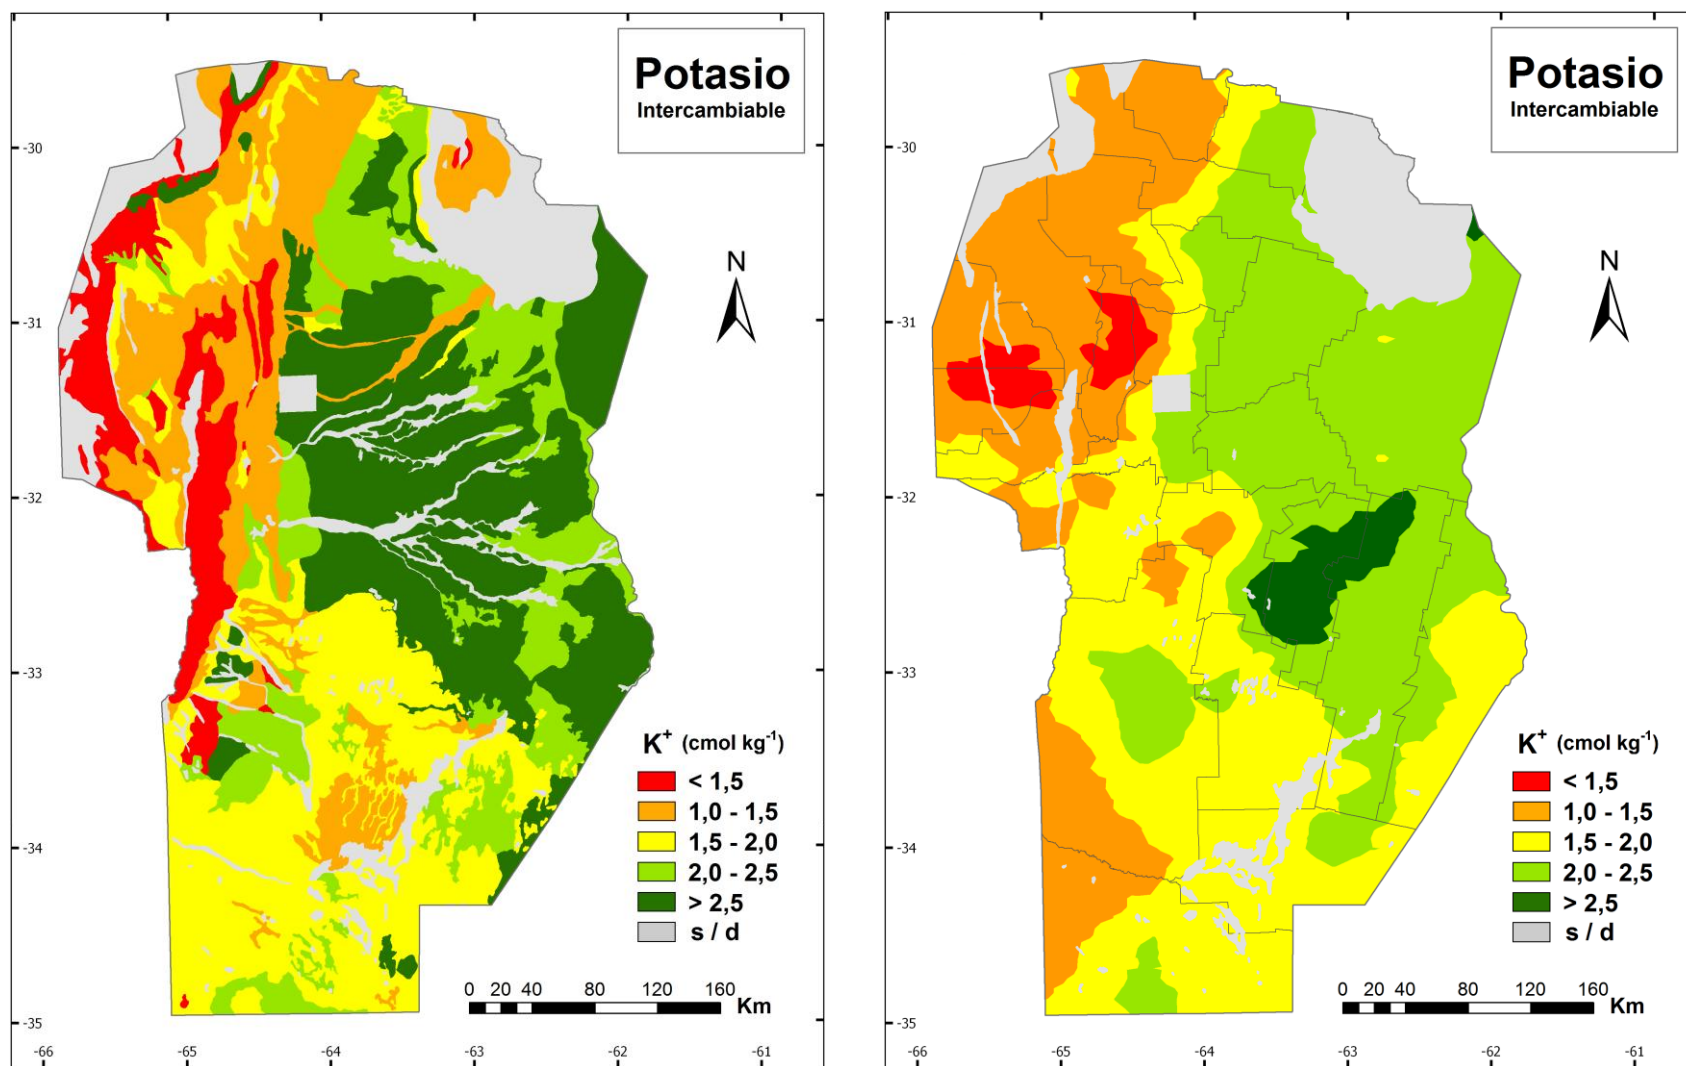 Potasio
Intercambiable
N
-30
-31
-32
-33
-34
-35
K⁺ (cmol kg⁻¹)
< 1,5
1,0 - 1,5
1,5 - 2,0
2,0 - 2,5
> 2,5
s / d
0 20 40 80 120 160
Km
-66 -65 -64 -63 -62 -61
Potasio
Intercambiable
N
-30
-31
-32
-33
-34
-35
K⁺ (cmol kg⁻¹)
< 1,5
1,0 - 1,5
1,5 - 2,0
2,0 - 2,5
> 2,5
s / d
0 20 40 80 120 160
Km
-66 -65 -64 -63 -62 -61